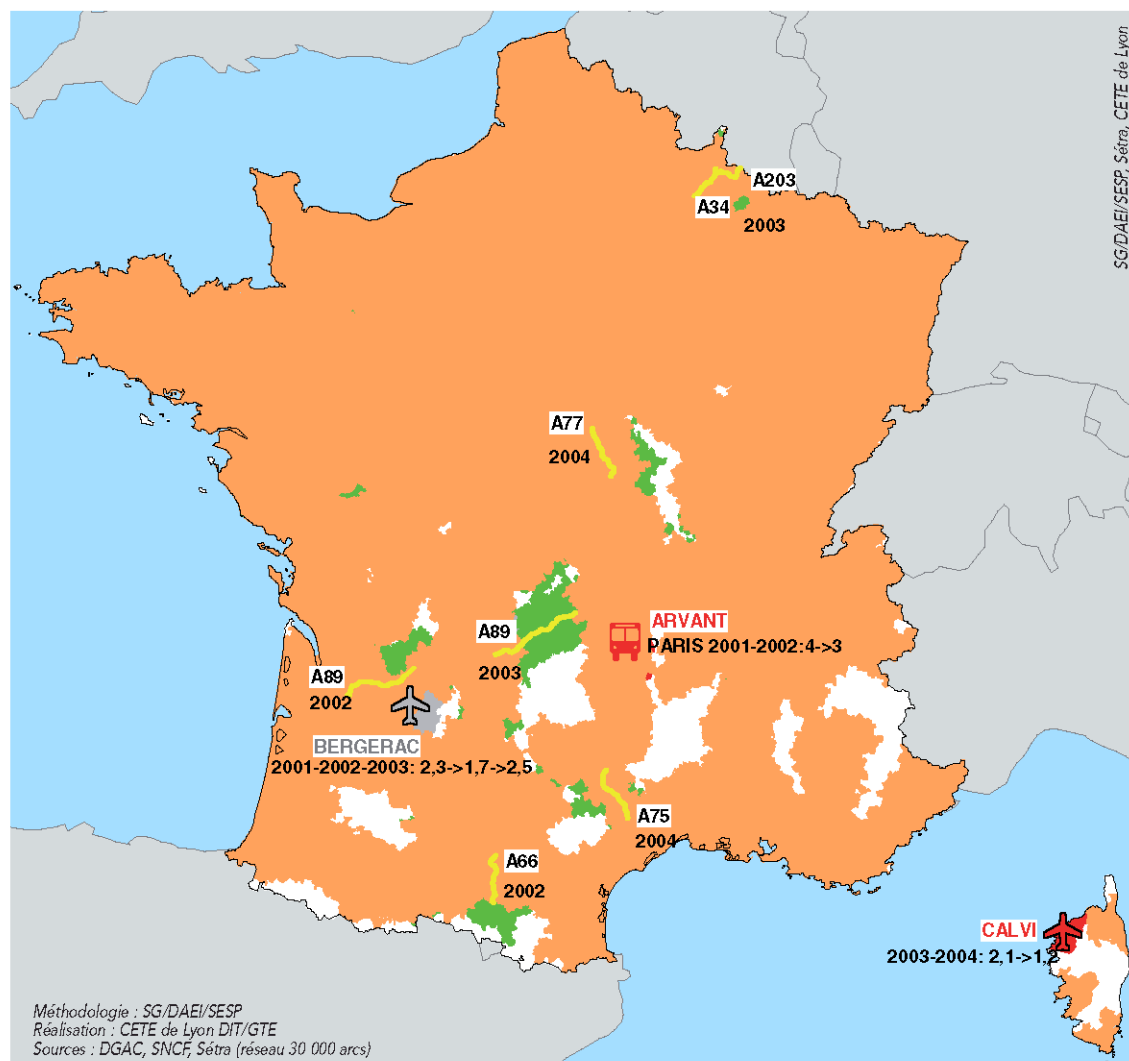 SG/DAEI/SESP, Sétra, CETE de Lyon
A203
A34
2003
A77
2004
ARVANT
PARIS 2001-2002:4->3
A89
2003
A89
2002
BERGERAC
2001-2002-2003: 2,3->1,7->2,5
A75
2004
A66
2002
CALVI
2003-2004: 2,1->1,2
Méthodologie : SG/DAEI/SESP
Réalisation : CETE de Lyon DIT/GTE
Sources : DGAC, SNCF, Sétra (réseau 30 000 arcs)